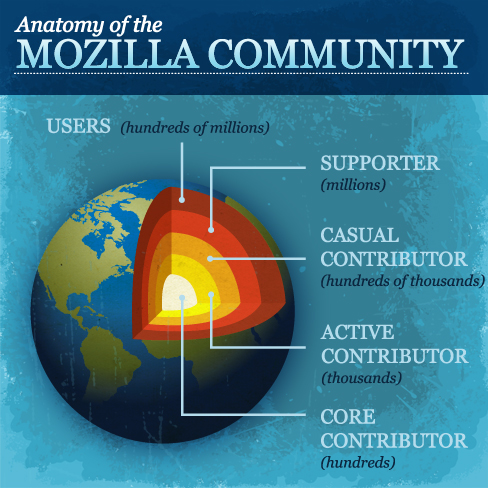 Anatomy of the
MOZILLA COMMUNITY
USERS (hundreds of millions)
SUPPORTER
(millions)
CASUAL
CONTRIBUTOR
(hundreds of thousands)
ACTIVE
CONTRIBUTOR
(thousands)
CORE
CONTRIBUTOR
(hundreds)